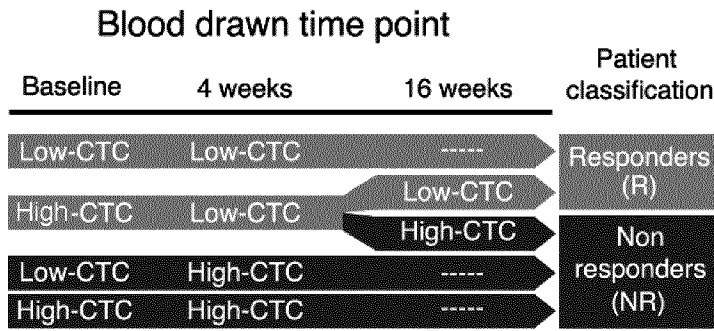 Blood drawn time point
Baseline 4 weeks 16 weeks Patient classification
Low-CTC Low-CTC ----- Responders (R)
High-CTC Low-CTC Low-CTC
High-CTC
Low-CTC High-CTC ----- Non responders (NR)
High-CTC High-CTC -----